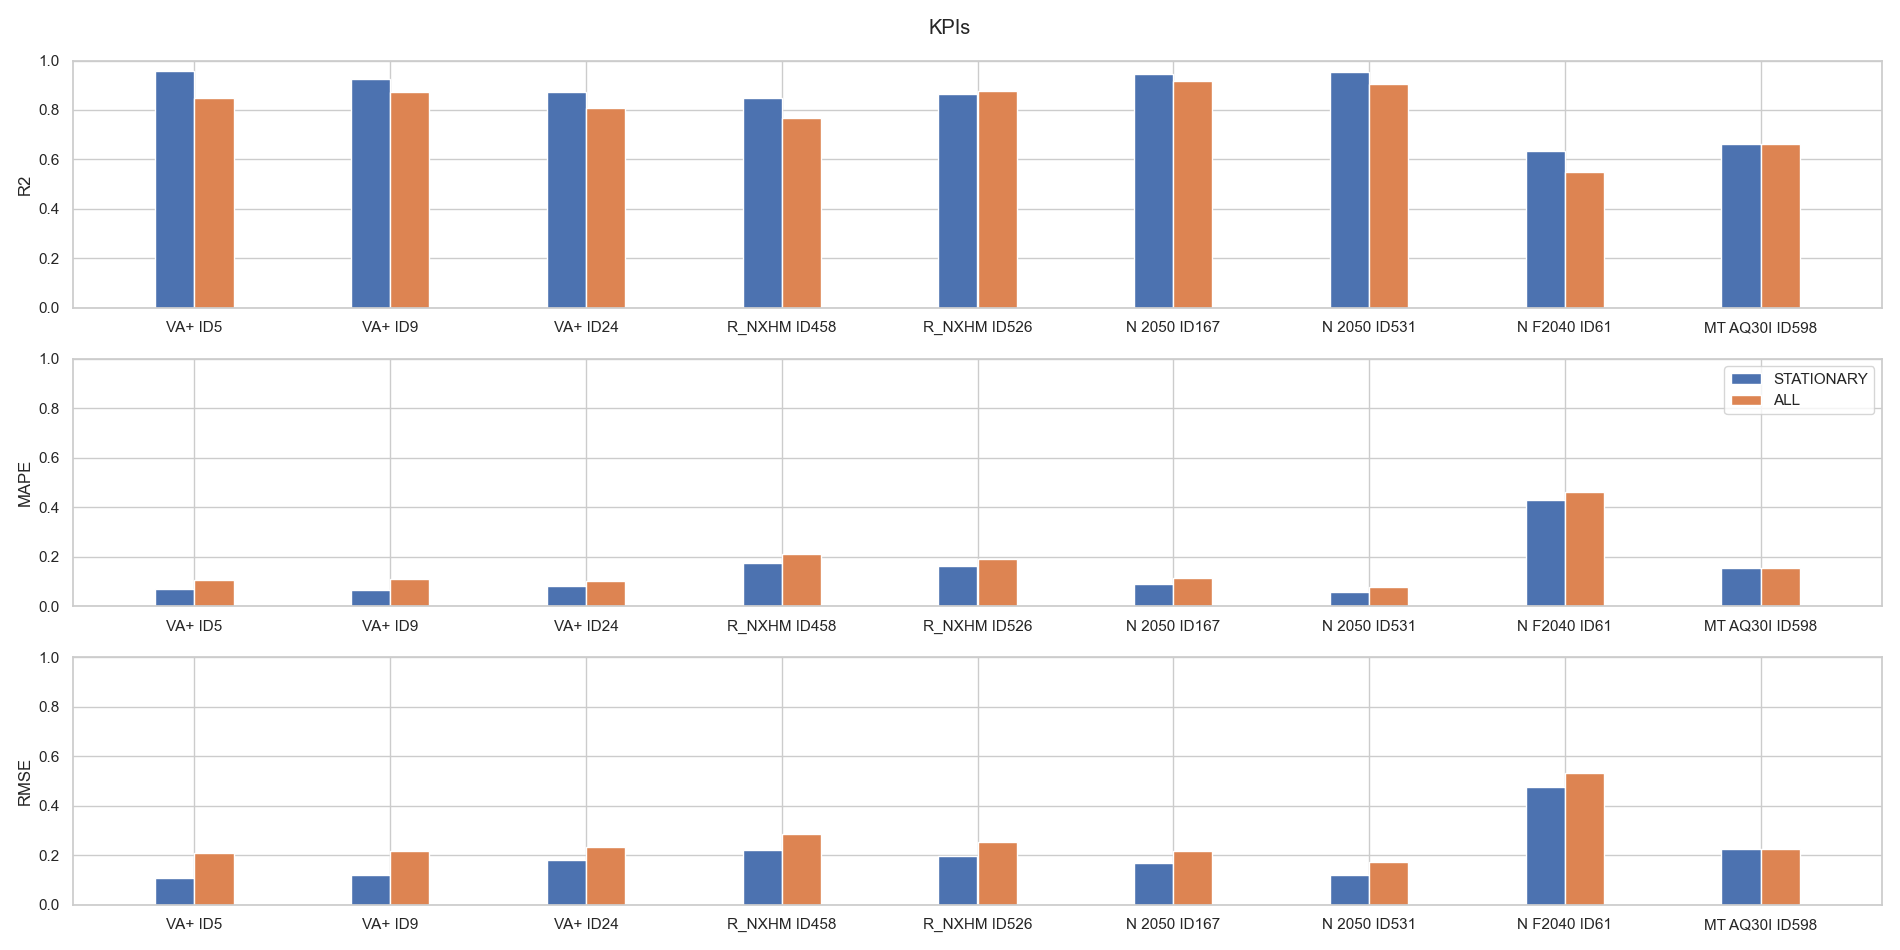 KPIs
1.0
0.8
0.6
0.4
0.2
0.0
R2
VA+ ID5 VA+ ID9 VA+ ID24 R_NXHM ID458 R_NXHM ID526 N 2050 ID167 N 2050 ID531 N F2040 ID61 MT AQ30I ID598
1.0
0.8
0.6
0.4
0.2
0.0
MAPE
STATIONARY
ALL
VA+ ID5 VA+ ID9 VA+ ID24 R_NXHM ID458 R_NXHM ID526 N 2050 ID167 N 2050 ID531 N F2040 ID61 MT AQ30I ID598
1.0
0.8
0.6
0.4
0.2
0.0
RMSE
VA+ ID5 VA+ ID9 VA+ ID24 R_NXHM ID458 R_NXHM ID526 N 2050 ID167 N 2050 ID531 N F2040 ID61 MT AQ30I ID598